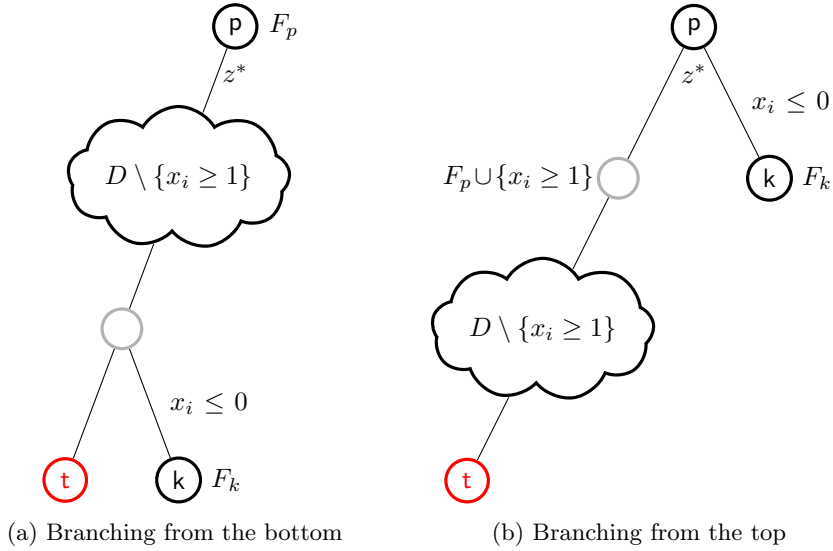 p F_p
z*
D \ {x_i ≥ 1}
x_i ≤ 0
t k F_k
(a) Branching from the bottom
p
z*
x_i ≤ 0
F_p ∪ {x_i ≥ 1} k F_k
D \ {x_i ≥ 1}
t
(b) Branching from the top